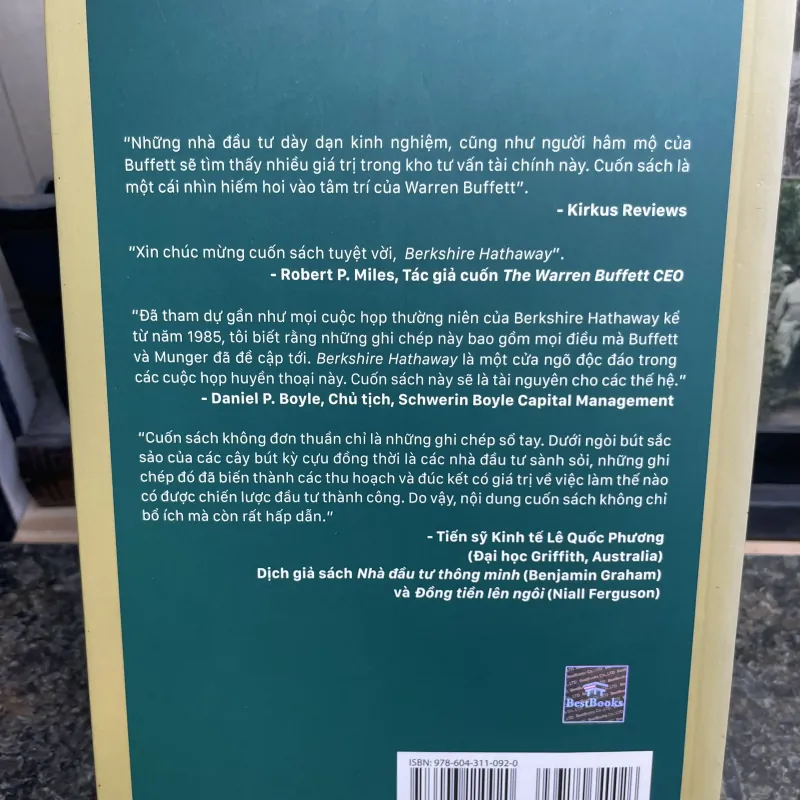 “Những nhà đầu tư dày dạn kinh nghiệm, cũng như người hâm mộ của
Buffett sẽ tìm thấy nhiều giá trị trong kho tư vấn tài chính này. Cuốn sách là
một cái nhìn hiếm hoi vào tâm trí của Warren Buffett”.
- Kirkus Reviews
“Xin chúc mừng cuốn sách tuyệt vời, Berkshire Hathaway”.
- Robert P. Miles, Tác giả cuốn The Warren Buffett CEO
“Đã tham dự gần như mọi cuộc họp thường niên của Berkshire Hathaway kể
từ năm 1985, tôi biết rằng những ghi chép này bao gồm mọi điều mà Buffett
và Munger đã đề cập tới. Berkshire Hathaway là một cửa ngõ độc đáo trong
các cuộc họp huyền thoại này. Cuốn sách này sẽ là tài nguyên cho các thế hệ.”
- Daniel P. Boyle, Chủ tịch, Schwerin Boyle Capital Management
“Cuốn sách không đơn thuần chỉ là những ghi chép sổ tay. Dưới ngòi bút sắc
sảo của các cây bút kỳ cựu đồng thời là các nhà đầu tư sành sỏi, những ghi
chép đó đã biến thành các thu hoạch và đúc kết có giá trị về việc làm thế nào
có được chiến lược đầu tư thành công. Do vậy, nội dung cuốn sách không chỉ
bổ ích mà còn rất hấp dẫn.”
- Tiến sỹ Kinh tế Lê Quốc Phương
(Đại học Griffith, Australia)
Dịch giả sách Nhà đầu tư thông minh (Benjamin Graham)
và Đồng tiền lên ngôi (Niall Ferguson)
BestBooks
ISBN: 978-604-311-092-0